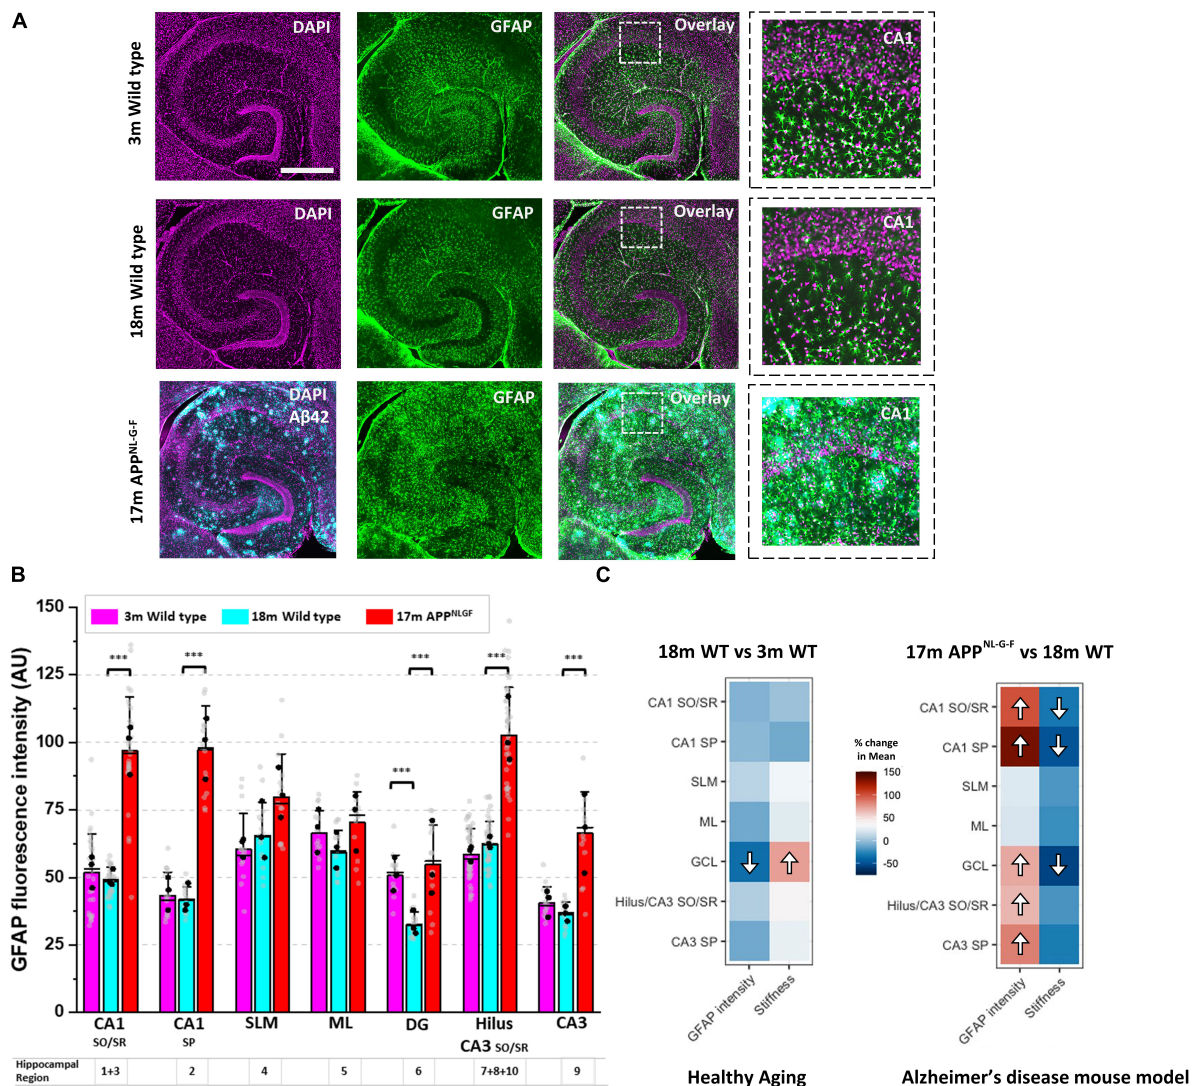 A
3m Wild type
DAPI
GFAP
Overlay
CA1
18m Wild type
DAPI
GFAP
Overlay
CA1
17m APP^NL-G-F
DAPI
Aβ42
GFAP
Overlay
CA1
B
GFAP fluorescence intensity (AU)
150
125
100
75
50
25
0
3m Wild type
18m Wild type
17m APP^NLGF
***
***
***
***
***
***
CA1
SO/SR
CA1
SP
SLM
ML
DG
Hilus
CA3 SO/SR
CA3
Hippocampal
Region
1+3
2
4
5
6
7+8+10
9
C
18m WT vs 3m WT
CA1 SO/SR
CA1 SP
SLM
ML
GCL
Hilus/CA3 SO/SR
CA3 SP
GFAP intensity
Stiffness
Healthy Aging
% change
in Mean
150
100
50
0
-50
17m APP^NL-G-F vs 18m WT
CA1 SO/SR
CA1 SP
SLM
ML
GCL
Hilus/CA3 SO/SR
CA3 SP
GFAP intensity
Stiffness
Alzheimer's disease mouse model